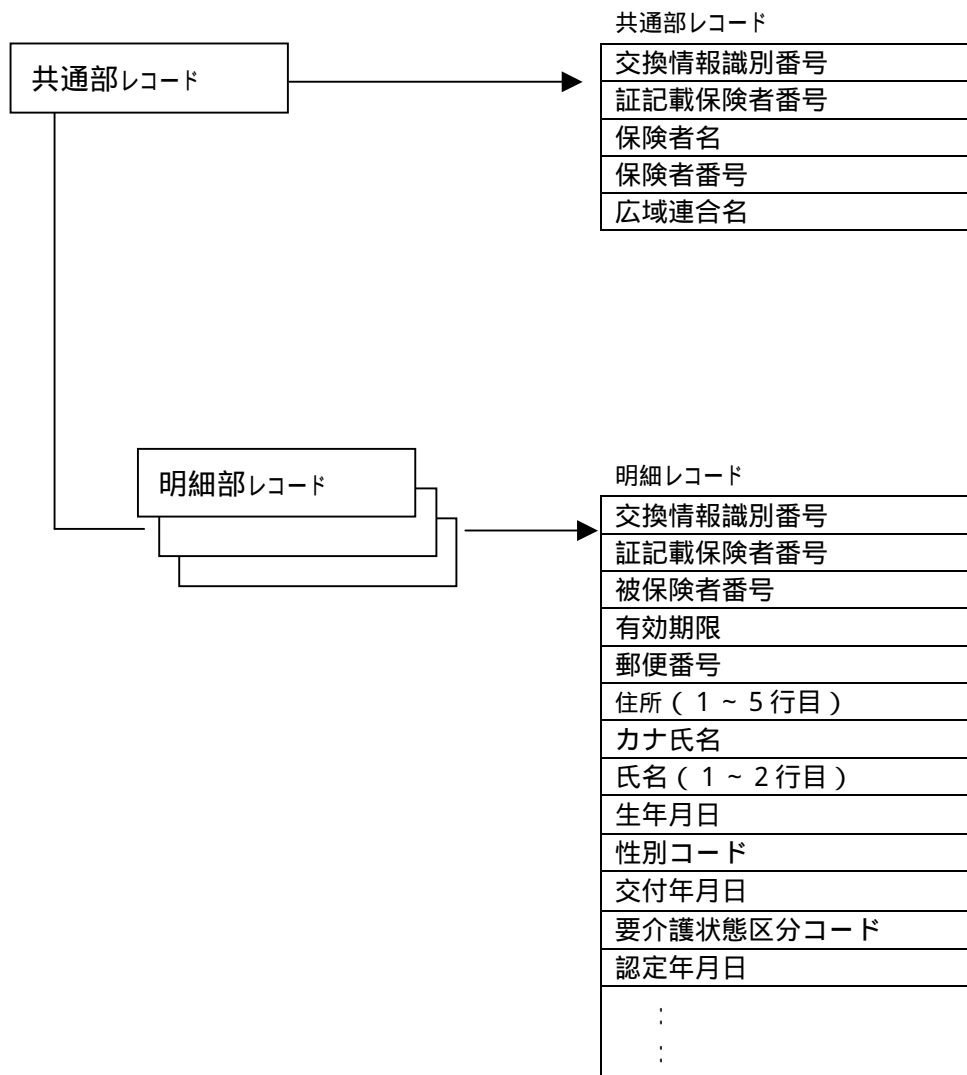 共通部レコード
共通部レコード
交換情報識別番号
証記載保険者番号
保険者名
保険者番号
広域連合名
明細部レコード
明細レコード
交換情報識別番号
証記載保険者番号
被保険者番号
有効期限
郵便番号
住所(1~5行目)
カナ氏名
氏名(1~2行目)
生年月日
性別コード
交付年月日
要介護状態区分コード
認定年月日
:
: